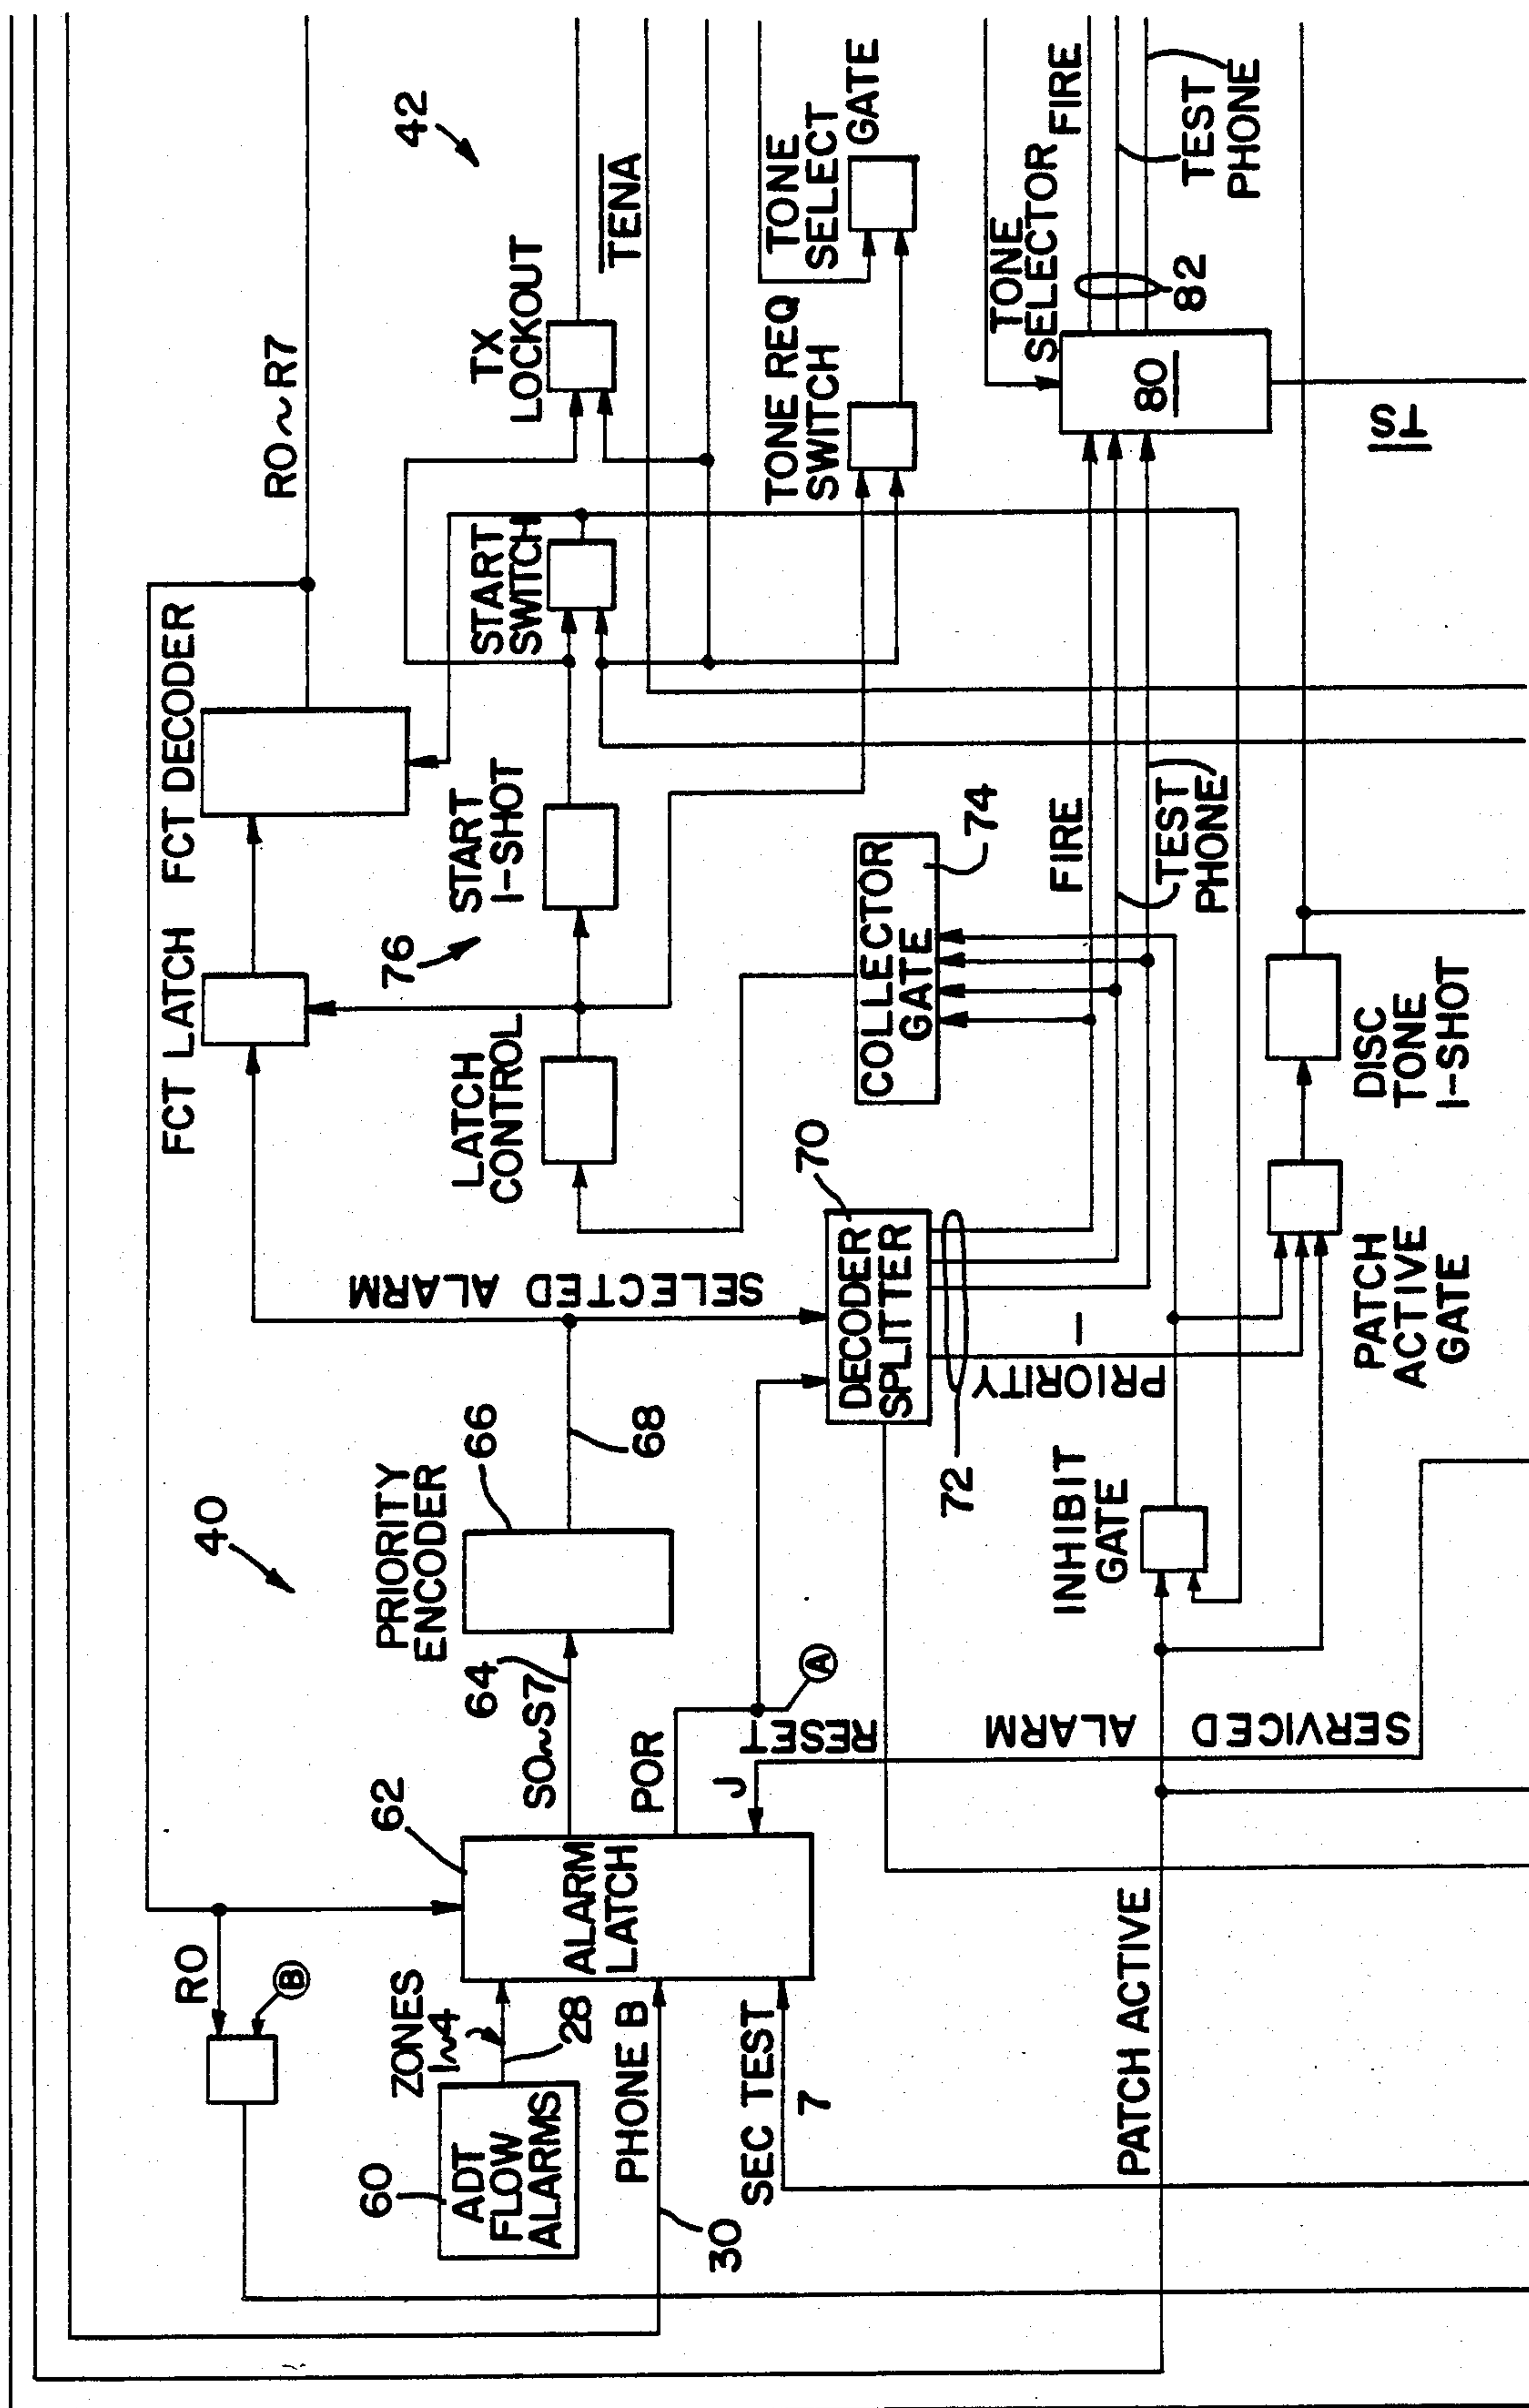 RO~R7
42
FCT LATCH
FCT DECODER
TX
LOCKOUT
TENA
START
SWITCH
TONE
SELECT
GATE
TONE REQ
SWITCH
76
START
1-SHOT
LATCH
CONTROL
TONE
SELECTOR
FIRE
TEST
PHONE
82
80
TS
COLLECTOR
GATE
74
FIRE
TEST
PHONE
DISC
TONE
1-SHOT
SELECTED ALARM
70
DECODER
SPLITTER
72
PRIORITY 1
PATCH
ACTIVE
GATE
40
PRIORITY
ENCODER
66
68
64
SO~S7
INHIBIT
GATE
A
POR
RESET
J
ALARM SERVICED
62
ALARM
LATCH
RO
B
ZONES
1~4
28
60
ADT
FLOW
ALARMS
PHONE B
30
SEC TEST
7
PATCH ACTIVE